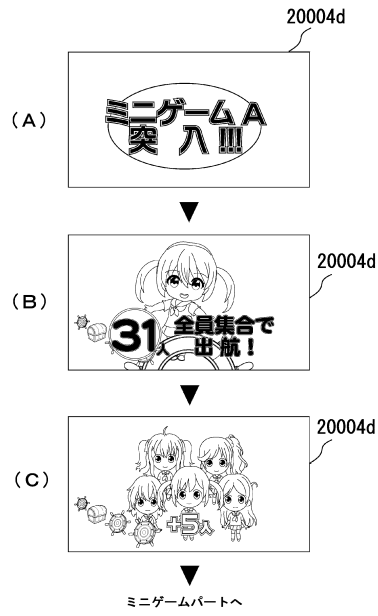 20004d
(A)
ミニゲームA
突入!!!
20004d
(B)
31人
全員集合で
出航!
20004d
(C)
+5人
ミニゲームパートへ